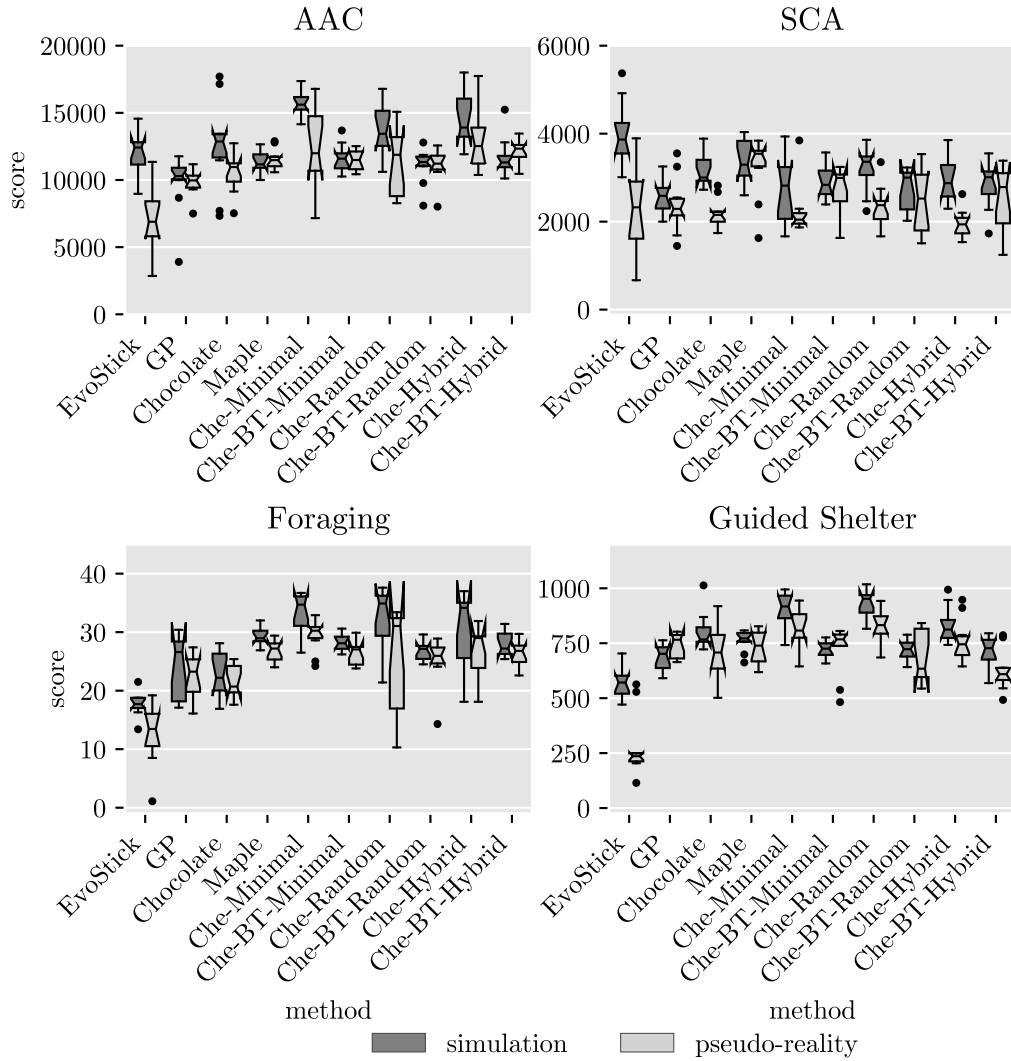 AAC
SCA
20000
15000
10000
5000
0
score
6000
4000
2000
0
EvoStick
GP
Chocolate
Maple
Che-Minimal
Che-BT-Minimal
Che-Random
Che-BT-Random
Che-Hybrid
Che-BT-Hybrid
EvoStick
GP
Chocolate
Maple
Che-Minimal
Che-BT-Minimal
Che-Random
Che-BT-Random
Che-Hybrid
Che-BT-Hybrid
Foraging
Guided Shelter
40
30
20
10
0
score
1000
750
500
250
0
EvoStick
GP
Chocolate
Maple
Che-Minimal
Che-BT-Minimal
Che-Random
Che-BT-Random
Che-Hybrid
Che-BT-Hybrid
EvoStick
GP
Chocolate
Maple
Che-Minimal
Che-BT-Minimal
Che-Random
Che-BT-Random
Che-Hybrid
Che-BT-Hybrid
method
method
simulation
pseudo-reality